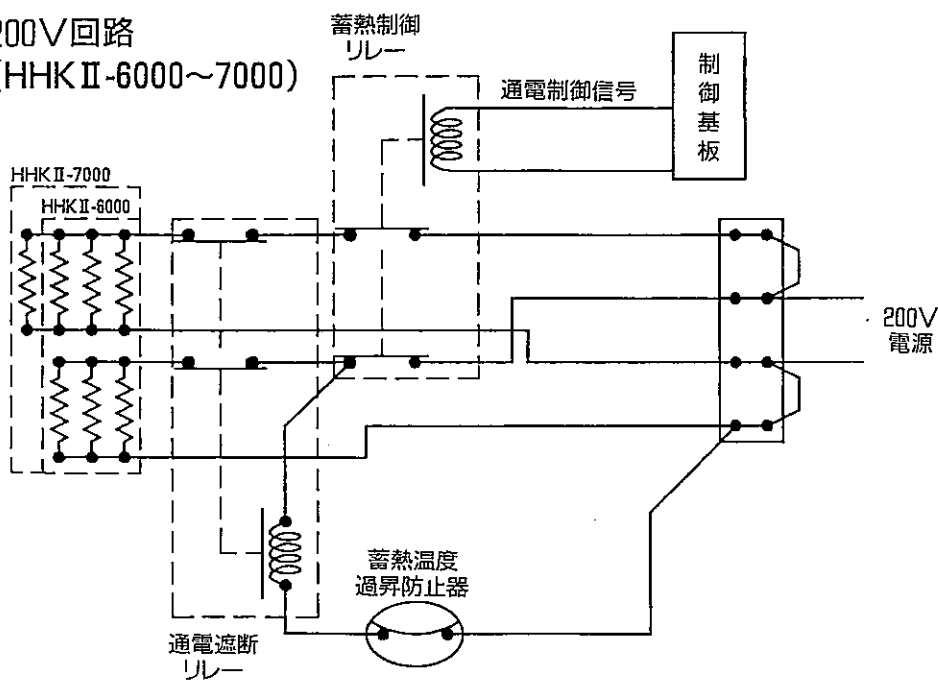 200V回路
(HHKⅡ-6000～7000)
蓄熱制御
リレー
通電制御信号
制御基板
HHKⅡ-7000
HHKⅡ-6000
200V
電源
蓄熱温度
過昇防止器
通電遮断
リレー